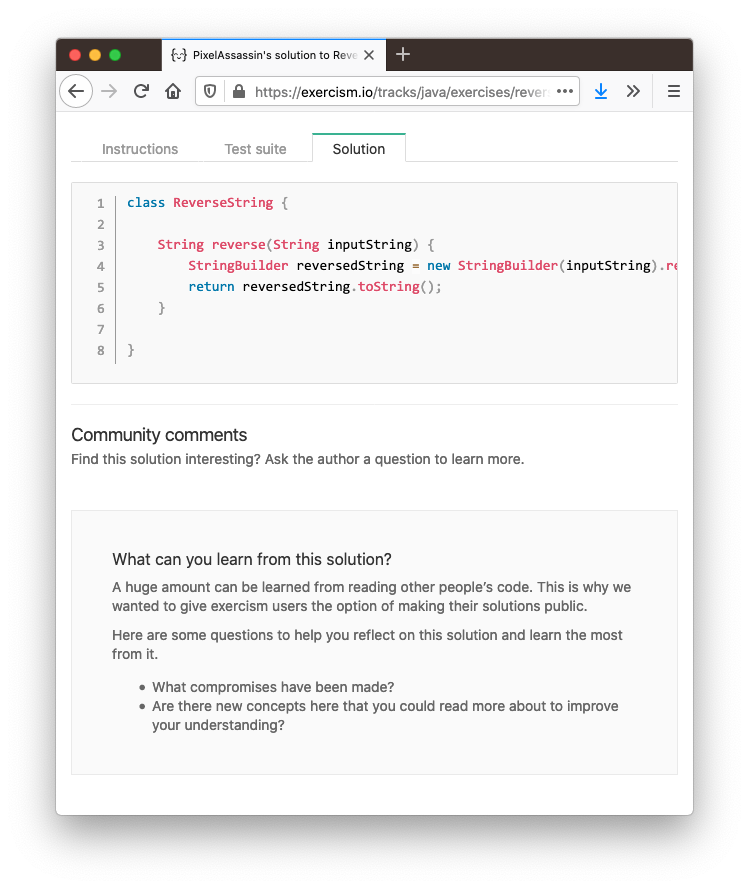 PixelAssassin's solution to Reve
https://exercism.io/tracks/java/exercises/rever
Instructions Test suite Solution
1 class ReverseString {
2
3 String reverse(String inputString) {
4 StringBuilder reversedString = new StringBuilder(inputString).re
5 return reversedString.toString();
6 }
7
8 }
Community comments
Find this solution interesting? Ask the author a question to learn more.
What can you learn from this solution?
A huge amount can be learned from reading other people's code. This is why we
wanted to give exercism users the option of making their solutions public.
Here are some questions to help you reflect on this solution and learn the most
from it.
• What compromises have been made?
• Are there new concepts here that you could read more about to improve
your understanding?